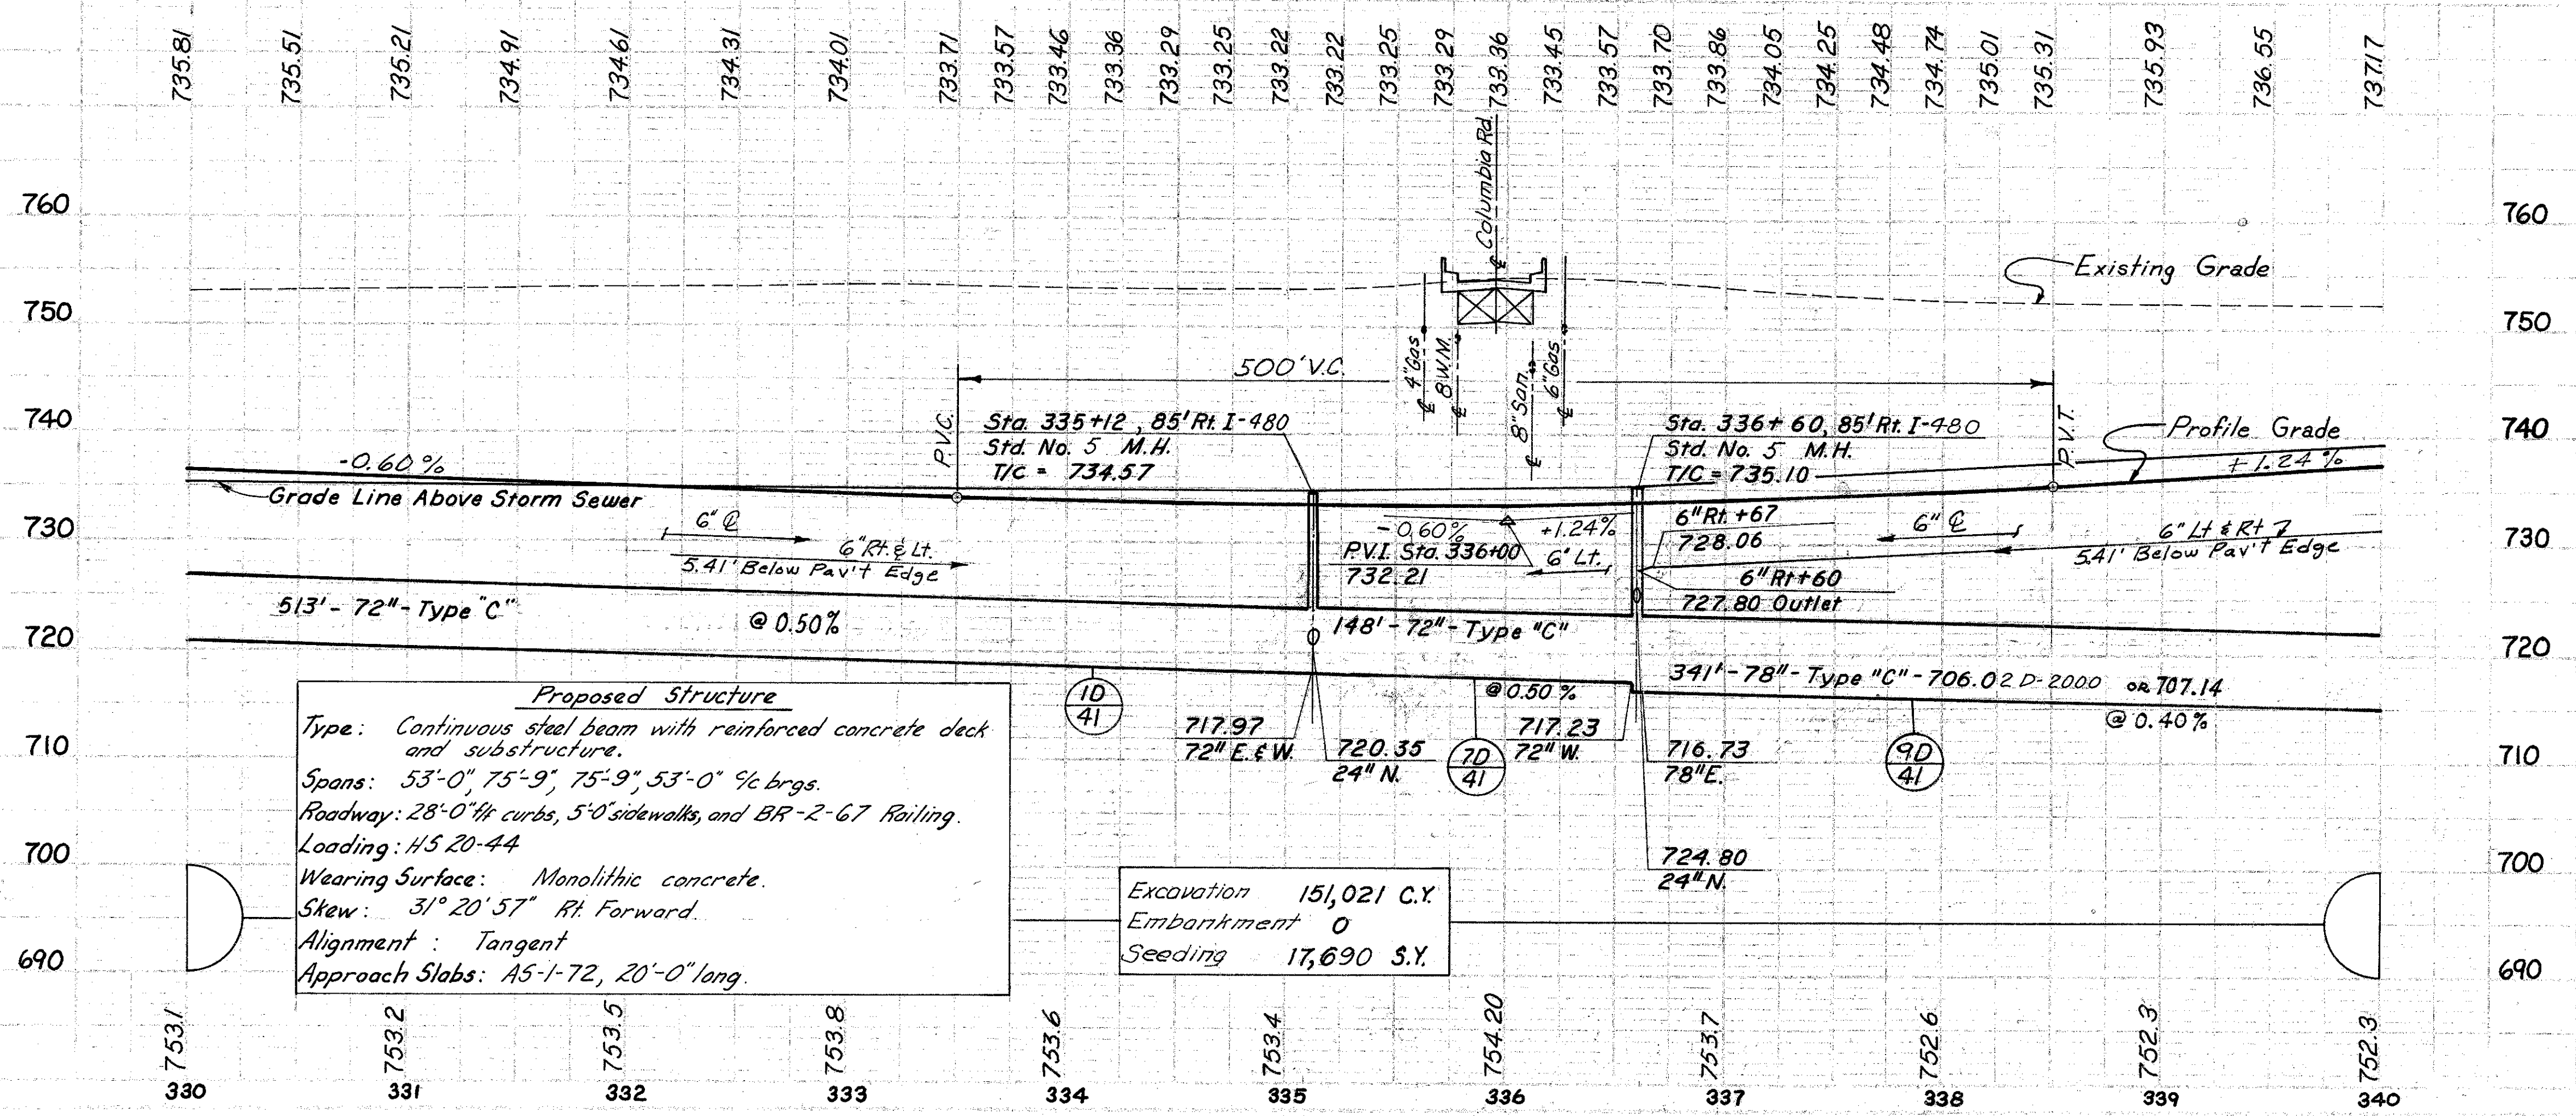 735.81 735.51 735.21 734.91 734.61 734.31 734.01 733.71 733.57 733.46 733.36 733.29 733.25 733.22 733.22 733.25 733.29 733.36 733.45 733.57 733.70 733.86 734.05 734.25 734.48 734.74 735.01 735.31 735.93 736.55 737.17
℄ Columbia Rd.
760 760
Existing Grade
750 750
4" Gas
8" W.M.
8" San.
6" Gas
500' V.C.
740 740
P.V.C.
Sta. 335+12, 85' Rt. I-480
Std. No. 5 M.H.
T/C = 734.57
Sta. 336+60, 85' Rt. I-480
Std. No. 5 M.H.
T/C = 735.10
P.V.T.
Profile Grade
+1.24%
-0.60%
Grade Line Above Storm Sewer
730 730
6" ℄
6" Rt. & Lt.
5.41' Below Pav't Edge
-0.60% +1.24%
P.V.I. Sta. 336+00
732.21
6" Lt.
6" Rt. +67
728.06
6" Rt +60
727.80 Outlet
6" ℄
6" Lt & Rt
5.41' Below Pav't Edge
513' - 72" - Type "C"
@ 0.50%
148' - 72" - Type "C"
720 720
341' - 78" - Type "C" - 706.02 D-2000 OR 707.14
@ 0.50%
@ 0.40%
1D
41
717.97
72" E. & W.
720.35
24" N.
7D
41
717.23
72" W.
716.73
78" E.
9D
41
710 710
724.80
24" N.
700 700
Proposed Structure
Type: Continuous steel beam with reinforced concrete deck
and substructure.
Spans: 53'-0", 75'-9", 75'-9", 53'-0" c/c brgs.
Roadway: 28'-0" f/f curbs, 5'-0" sidewalks, and BR-2-67 Railing.
Loading: HS 20-44
Wearing Surface: Monolithic concrete.
Skew: 31° 20' 57" Rt. Forward.
Alignment: Tangent
Approach Slabs: AS-1-72, 20'-0" long.
Excavation 151,021 C.Y.
Embankment 0
Seeding 17,690 S.Y.
690 690
753.1 753.2 753.5 753.8 753.6 753.4 754.20 753.7 752.6 752.3 752.3
330 331 332 333 334 335 336 337 338 339 340